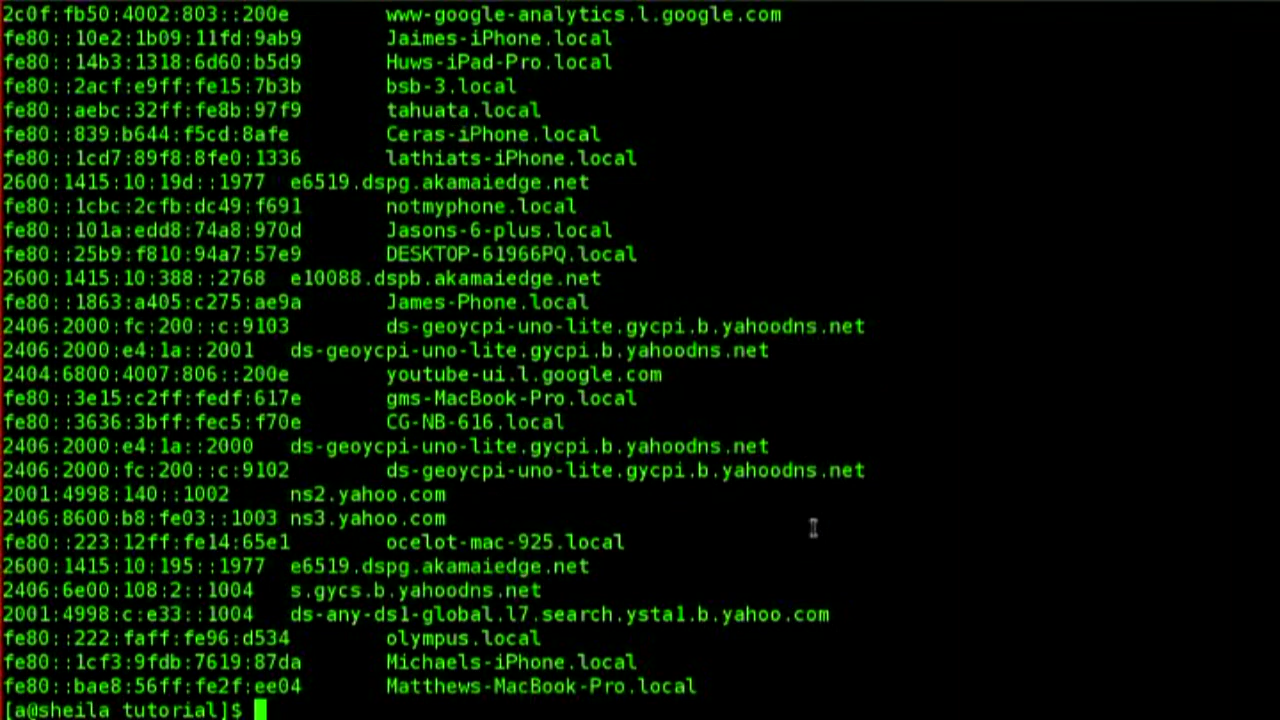 2c0f:fb50:4002:803::200e www-google-analytics.l.google.com
fe80::10e2:1b09:11fd:9ab9 Jaimes-iPhone.local
fe80::14b3:1318:6d60:b5d9 Huws-iPad-Pro.local
fe80::2acf:e9ff:fe15:7b3b bsb-3.local
fe80::aebc:32ff:fe8b:97f9 tahuata.local
fe80::839:b644:f5cd:8afe Ceras-iPhone.local
fe80::1cd7:89f8:8fe0:1336 lathiats-iPhone.local
2600:1415:10:19d::1977 e6519.dspg.akamaiedge.net
fe80::1cbc:2cfb:dc49:f691 notmyphone.local
fe80::101a:edd8:74a8:970d Jasons-6-plus.local
fe80::25b9:f810:94a7:57e9 DESKTOP-61966PQ.local
2600:1415:10:388::2768 e10088.dspb.akamaiedge.net
fe80::1863:a405:c275:ae9a James-Phone.local
2406:2000:fc:200::c:9103 ds-geoycpi-uno-lite.gycpi.b.yahoodns.net
2406:2000:e4:1a::2001 ds-geoycpi-uno-lite.gycpi.b.yahoodns.net
2404:6800:4007:806::200e youtube-ui.l.google.com
fe80::3e15:c2ff:fedf:617e gms-MacBook-Pro.local
fe80::3636:3bff:fec5:f70e CG-NB-616.local
2406:2000:e4:1a::2000 ds-geoycpi-uno-lite.gycpi.b.yahoodns.net
2406:2000:fc:200::c:9102 ds-geoycpi-uno-lite.gycpi.b.yahoodns.net
2001:4998:140::1002 ns2.yahoo.com
2406:8600:b8:fe03::1003 ns3.yahoo.com
fe80::223:12ff:fe14:65e1 ocelot-mac-925.local
2600:1415:10:195::1977 e6519.dspg.akamaiedge.net
2406:6e00:108:2::1004 s.gycs.b.yahoodns.net
2001:4998:c:e33::1004 ds-any-ds1-global.l7.search.ysta1.b.yahoo.com
fe80::222:faff:fe96:d534 olympus.local
fe80::1cf3:9fdb:7619:87da Michaels-iPhone.local
fe80::bae8:56ff:fe2f:ee04 Matthews-MacBook-Pro.local
[a@sheila tutorial]$